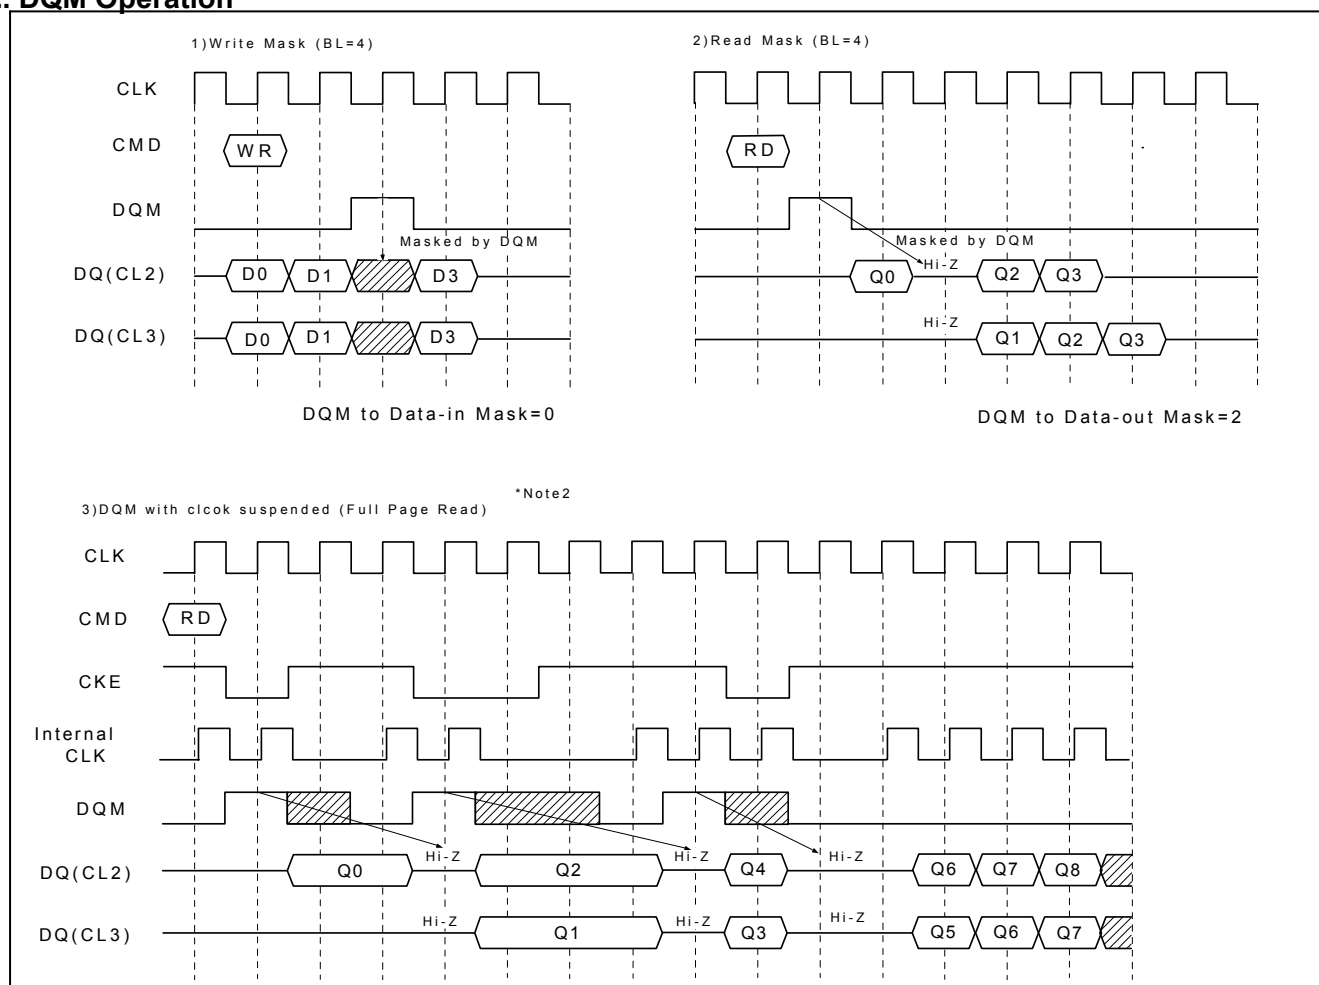 DQM Operation
1)Write Mask (BL=4)
CLK
CMD
WR
DQM
Masked by DQM
DQ(CL2)
D0
D1
D3
DQ(CL3)
D0
D1
D3
DQM to Data-in Mask=0
2)Read Mask (BL=4)
RD
Masked by DQM
Hi-Z
Q0
Q2
Q3
Hi-Z
Q1
Q2
Q3
DQM to Data-out Mask=2
*Note2
3)DQM with clcok suspended (Full Page Read)
CLK
CMD
RD
CKE
Internal
CLK
DQM
Hi-Z
Hi-Z
Hi-Z
DQ(CL2)
Q0
Q2
Q4
Q6
Q7
Q8
Hi-Z
Hi-Z
Hi-Z
DQ(CL3)
Q1
Q3
Q5
Q6
Q7